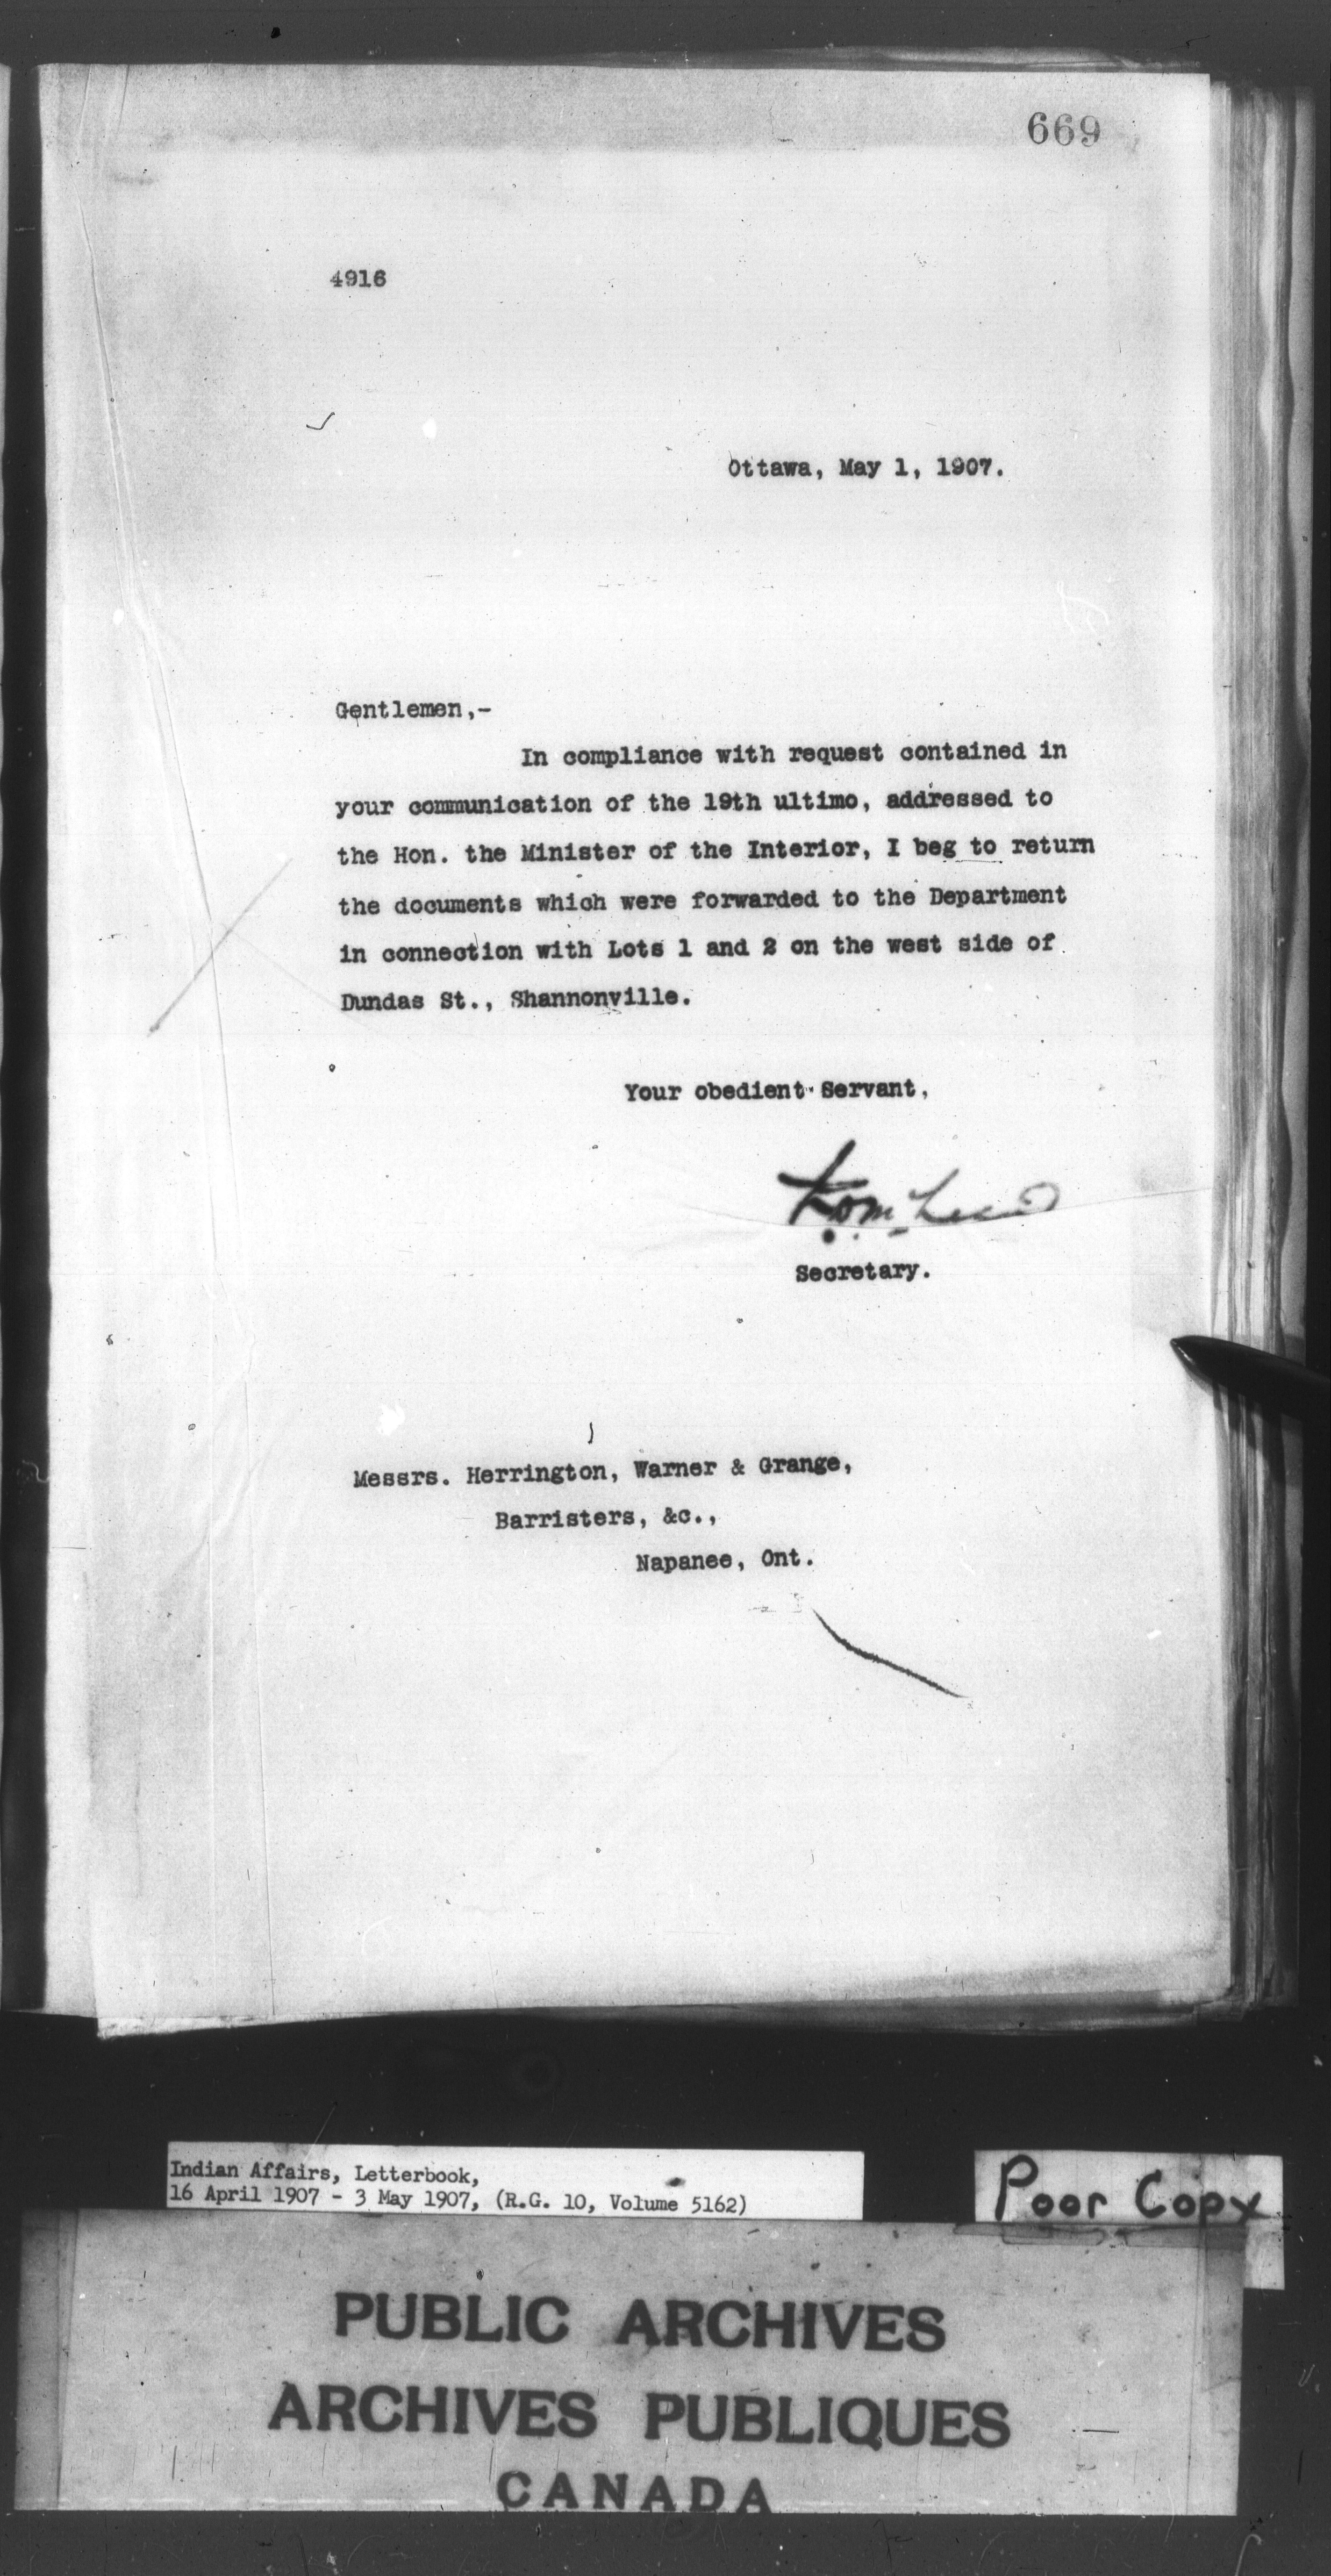 669
4916
Ottawa, May 1, 1907.
Gentlemen,-
In compliance with request contained in
your communication of the 19th ultimo, addressed to
the Hon. the Minister of the Interior, I beg to return
the documents which were forwarded to the Department
in connection with Lots 1 and 2 on the west side of
Dundas St., Shannonville.
Your obedient Servant,
Secretary.
Messrs. Herrington, Warner & Grange,
Barristers, &c.,
Napanee, Ont.
Indian Affairs, Letterbook,
16 April 1907 - 3 May 1907, (R.G. 10, Volume 5162)
Poor Copy
PUBLIC ARCHIVES
ARCHIVES PUBLIQUES
CANADA